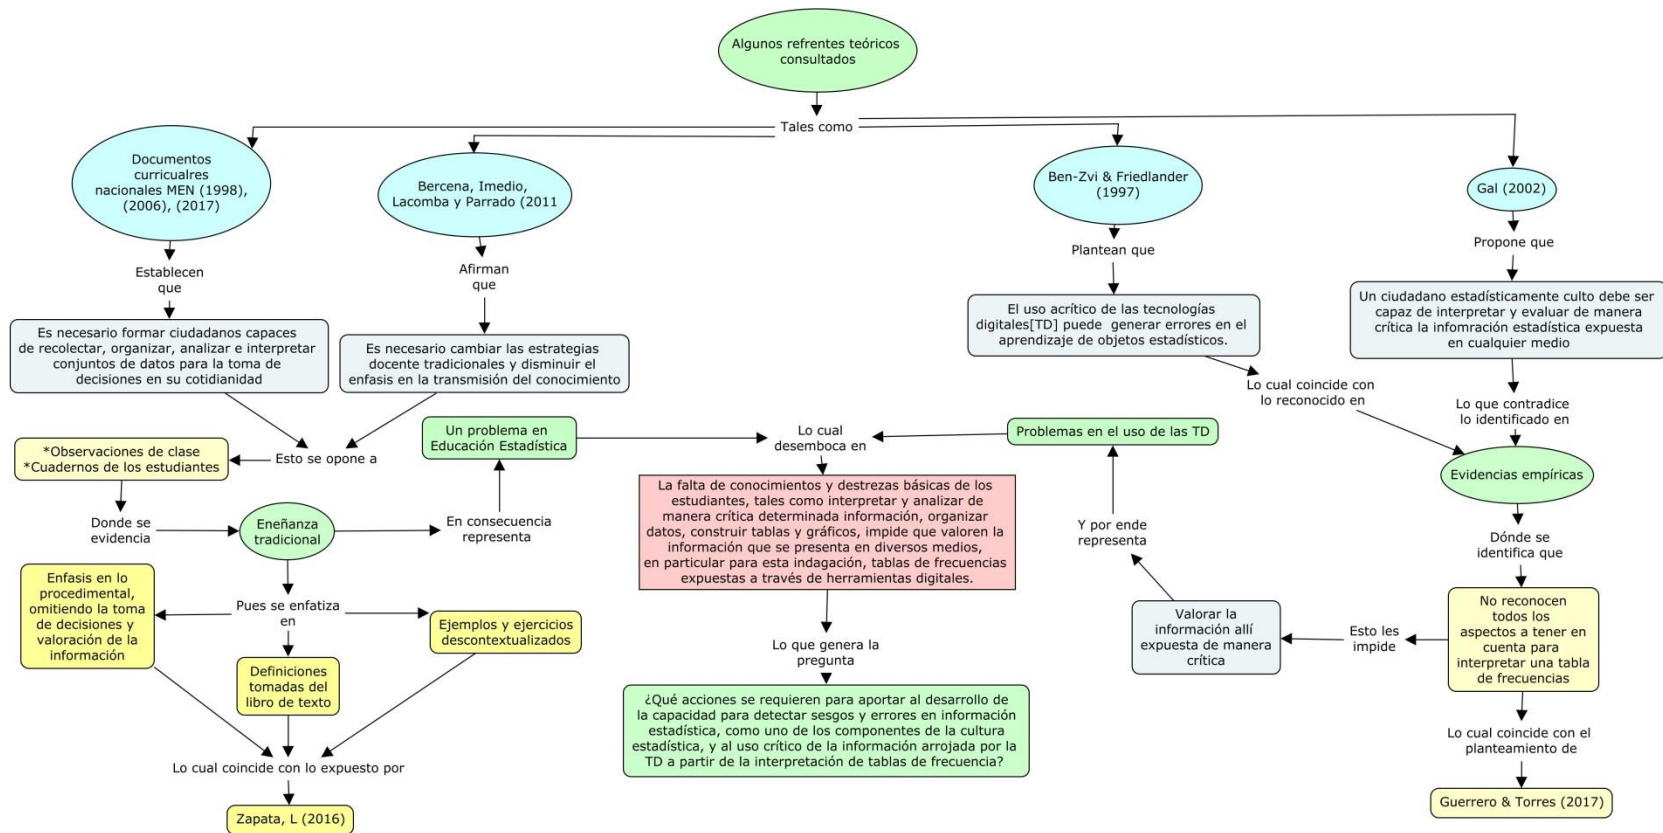 Algunos refrentes teóricos
consultados
Tales como
Documentos
curricualres
nacionales MEN (1998),
(2006), (2017)
Bercena, Imedio,
Lacomba y Parrado (2011
Ben-Zvi & Friedlander
(1997)
Gal (2002)
Establecen
que
Afirman
que
Plantean que
Propone que
Es necesario formar ciudadanos capaces
de recolectar, organizar, analizar e interpretar
conjuntos de datos para la toma de
decisiones en su cotidianidad
Es necesario cambiar las estrategias
docente tradicionales y disminuir el
enfasis en la transmisión del conocimiento
El uso acrítico de las tecnologías
digitales[TD] puede generar errores en el
aprendizaje de objetos estadísticos.
Un ciudadano estadísticamente culto debe ser
capaz de interpretar y evaluar de manera
crítica la infomración estadística expuesta
en cualquier medio
Lo cual coincide con
lo reconocido en
Lo que contradice
lo identificado en
*Observaciones de clase
*Cuadernos de los estudiantes
Esto se opone a
Un problema en
Educación Estadística
Lo cual
desemboca en
Problemas en el uso de las TD
Evidencias empíricas
Donde se
evidencia
Eneñanza
tradicional
En consecuencia
representa
La falta de conocimientos y destrezas básicas de los
estudiantes, tales como interpretar y analizar de
manera crítica determinada información, organizar
datos, construir tablas y gráficos, impide que valoren la
información que se presenta en diversos medios,
en particular para esta indagación, tablas de frecuencias
expuestas a través de herramientas digitales.
Y por ende
representa
Dónde se
identifica que
Enfasis en lo
procedimental,
omitiendo la toma
de decisiones y
valoración de la
información
Pues se enfatiza
en
Ejemplos y ejercicios
descontextualizados
Definiciones
tomadas del
libro de texto
Lo que genera la
pregunta
Valorar la
información allí
expuesta de manera
crítica
Esto les
impide
No reconocen
todos los
aspectos a tener en
cuenta para
interpretar una tabla
de frecuencias
¿Qué acciones se requieren para aportar al desarrollo de
la capacidad para detectar sesgos y errores en información
estadística, como uno de los componentes de la cultura
estadística, y al uso crítico de la información arrojada por la
TD a partir de la interpretación de tablas de frecuencia?
Lo cual coincide con lo expuesto por
Zapata, L (2016)
Lo cual coincide con el
planteamiento de
Guerrero & Torres (2017)